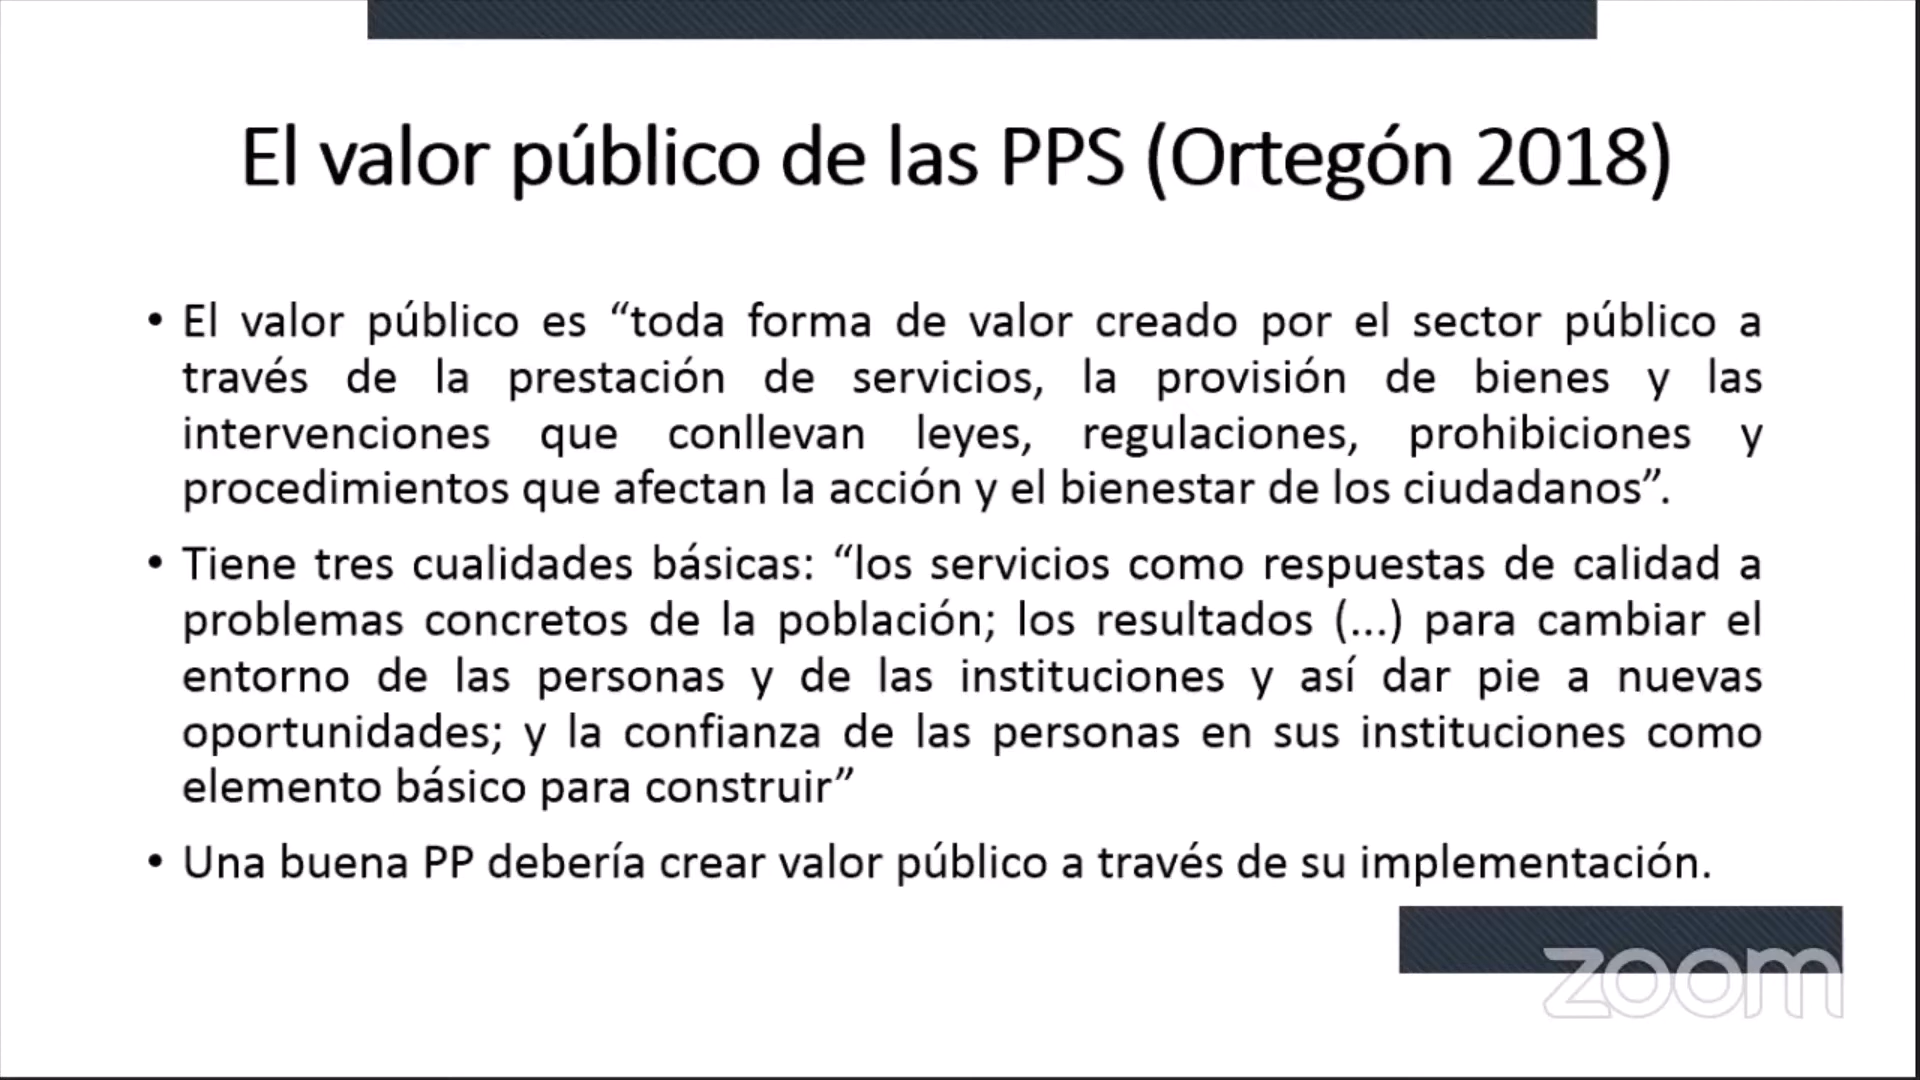 El valor público de las PPS (Ortegón 2018)
• El valor público es “toda forma de valor creado por el sector público a
través de la prestación de servicios, la provisión de bienes y las
intervenciones que conllevan leyes, regulaciones, prohibiciones y
procedimientos que afectan la acción y el bienestar de los ciudadanos”.
• Tiene tres cualidades básicas: “los servicios como respuestas de calidad a
problemas concretos de la población; los resultados (...) para cambiar el
entorno de las personas y de las instituciones y así dar pie a nuevas
oportunidades; y la confianza de las personas en sus instituciones como
elemento básico para construir”
• Una buena PP debería crear valor público a través de su implementación.
zoom